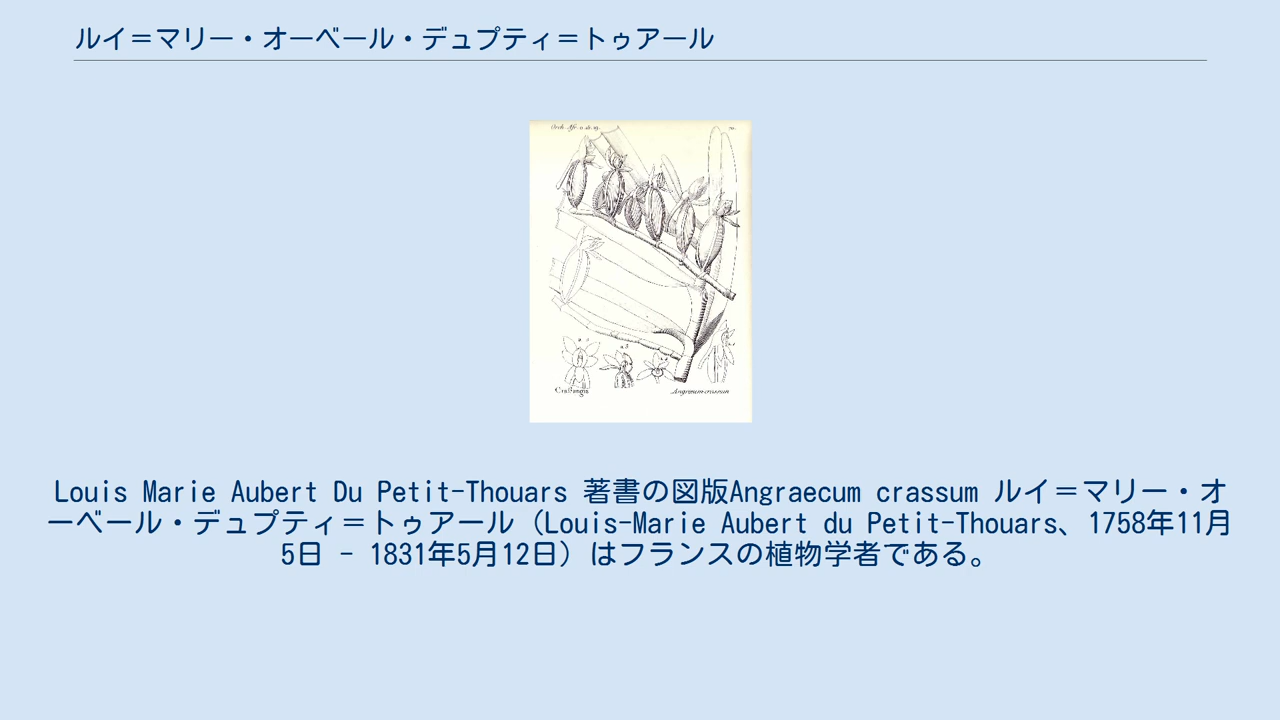 ルイ＝マリー・オーベール・デュプティ＝トゥアール
Orch. Afr.
Crassangis
Angræcum crassum
Louis Marie Aubert Du Petit-Thouars 著書の図版Angraecum crassum ルイ＝マリー・オ
ーベール・デュプティ＝トゥアール（Louis-Marie Aubert du Petit-Thouars、1758年11月
5日 - 1831年5月12日）はフランスの植物学者である。